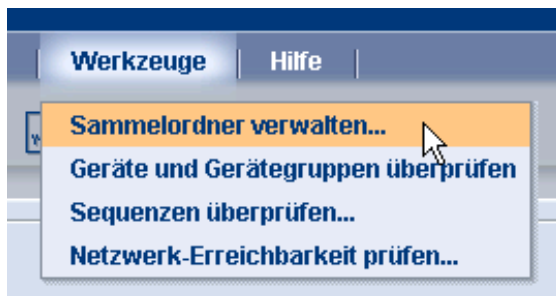 Werkzeuge Hilfe
Sammelordner verwalten...
Geräte und Gerätegruppen überprüfen
Sequenzen überprüfen...
Netzwerk-Erreichbarkeit prüfen...